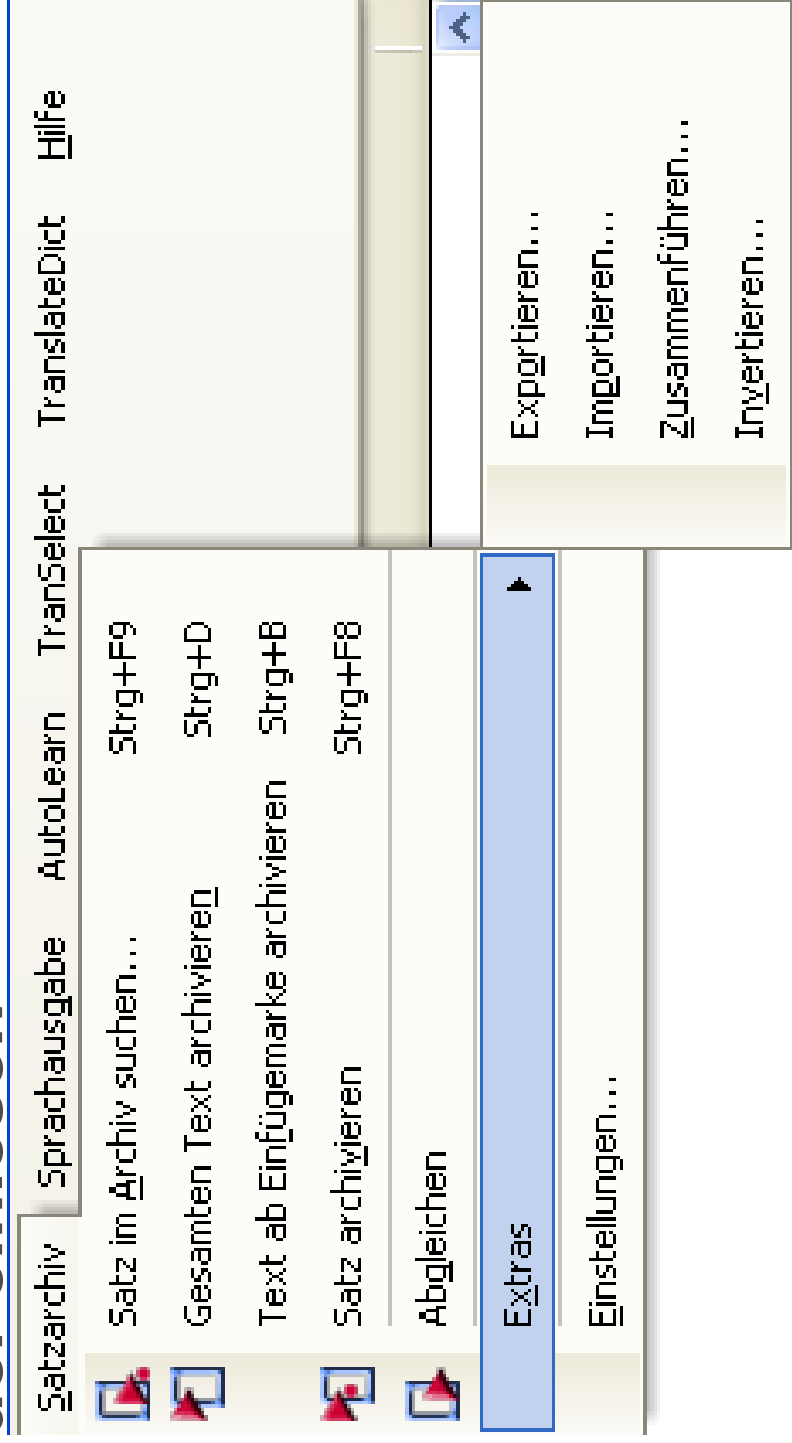 Satzarchiv Sprachausgabe AutoLearn TranSelect TranslateDict Hilfe
Satz im Archiv suchen... Strg+F9
Gesamten Text archivieren Strg+D
Text ab Einfügemarke archivieren Strg+B
Satz archivieren Strg+F8
Abgleichen
Extras
Exportieren...
Importieren...
Zusammenführen...
Invertieren...
Einstellungen...